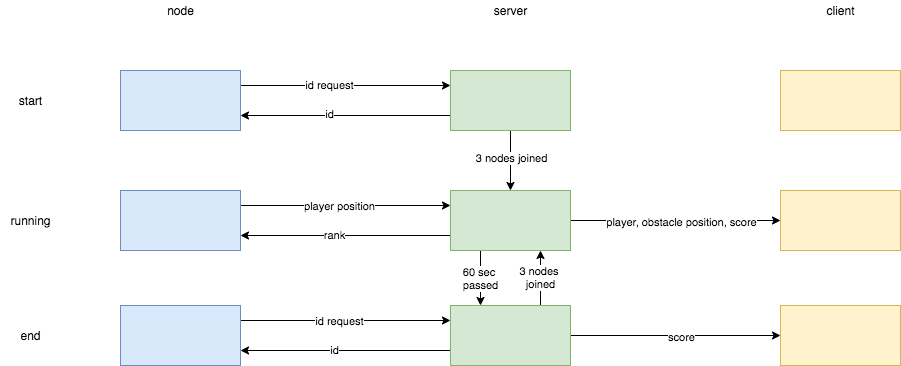 node
server
client
start
id request
id
3 nodes joined
running
player position
rank
player, obstacle position, score
60 sec
passed
3 nodes
joined
end
id request
id
score